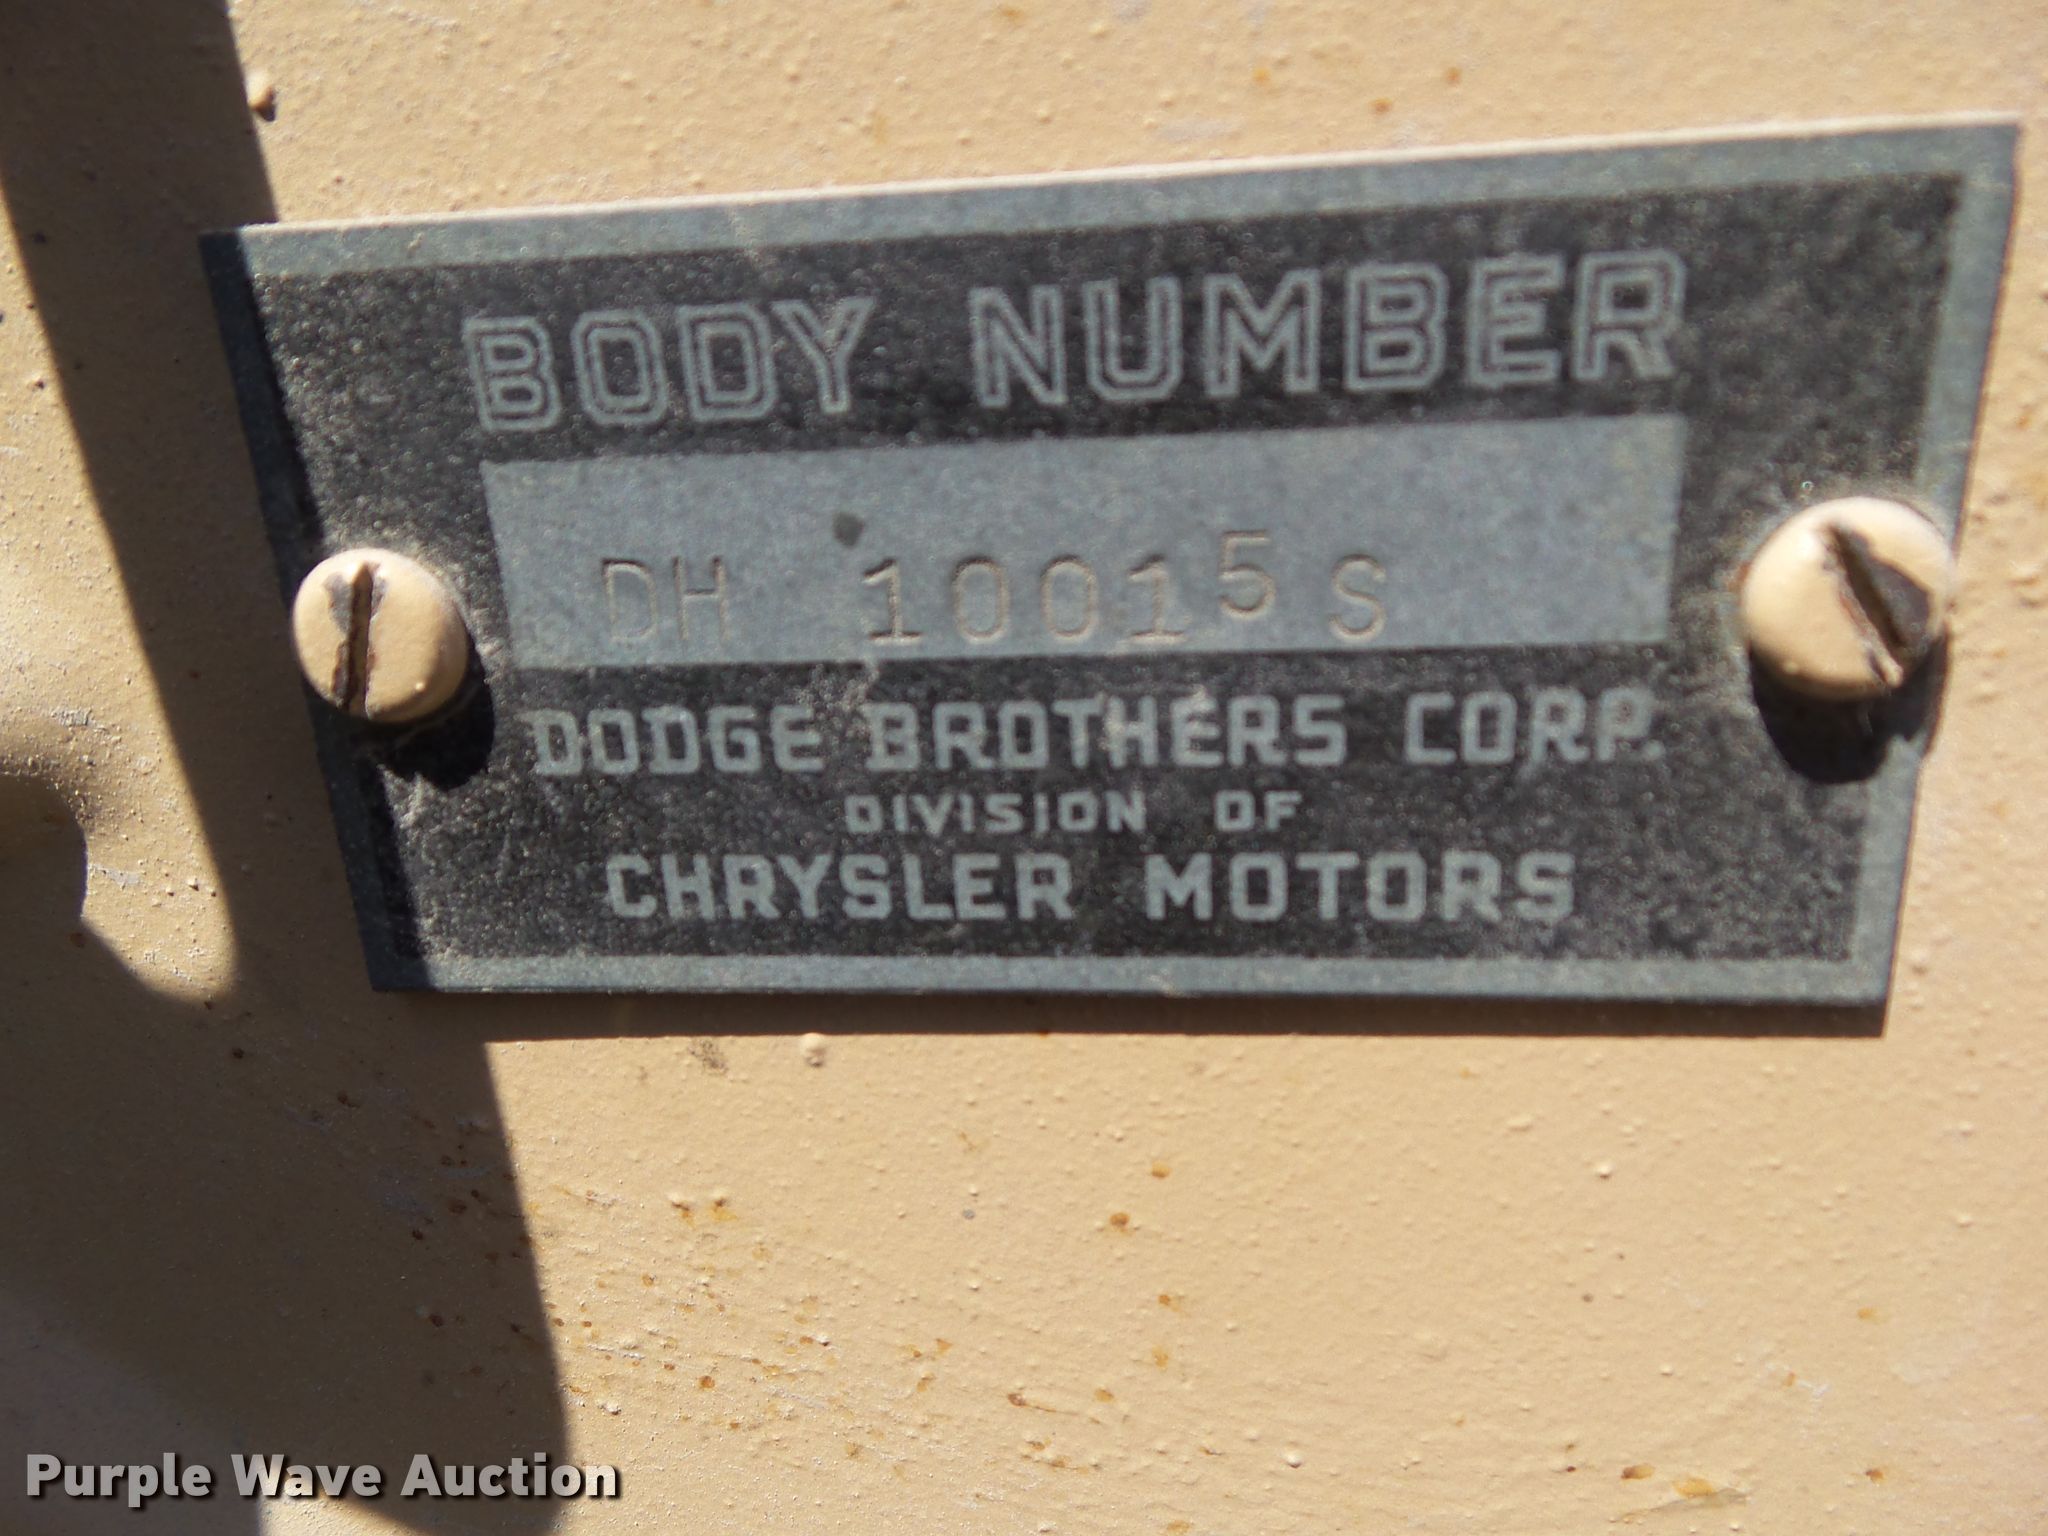 BODY NUMBER
DH 10015 S
DODGE BROTHERS CORP.
DIVISION OF
CHRYSLER MOTORS
Purple Wave Auction